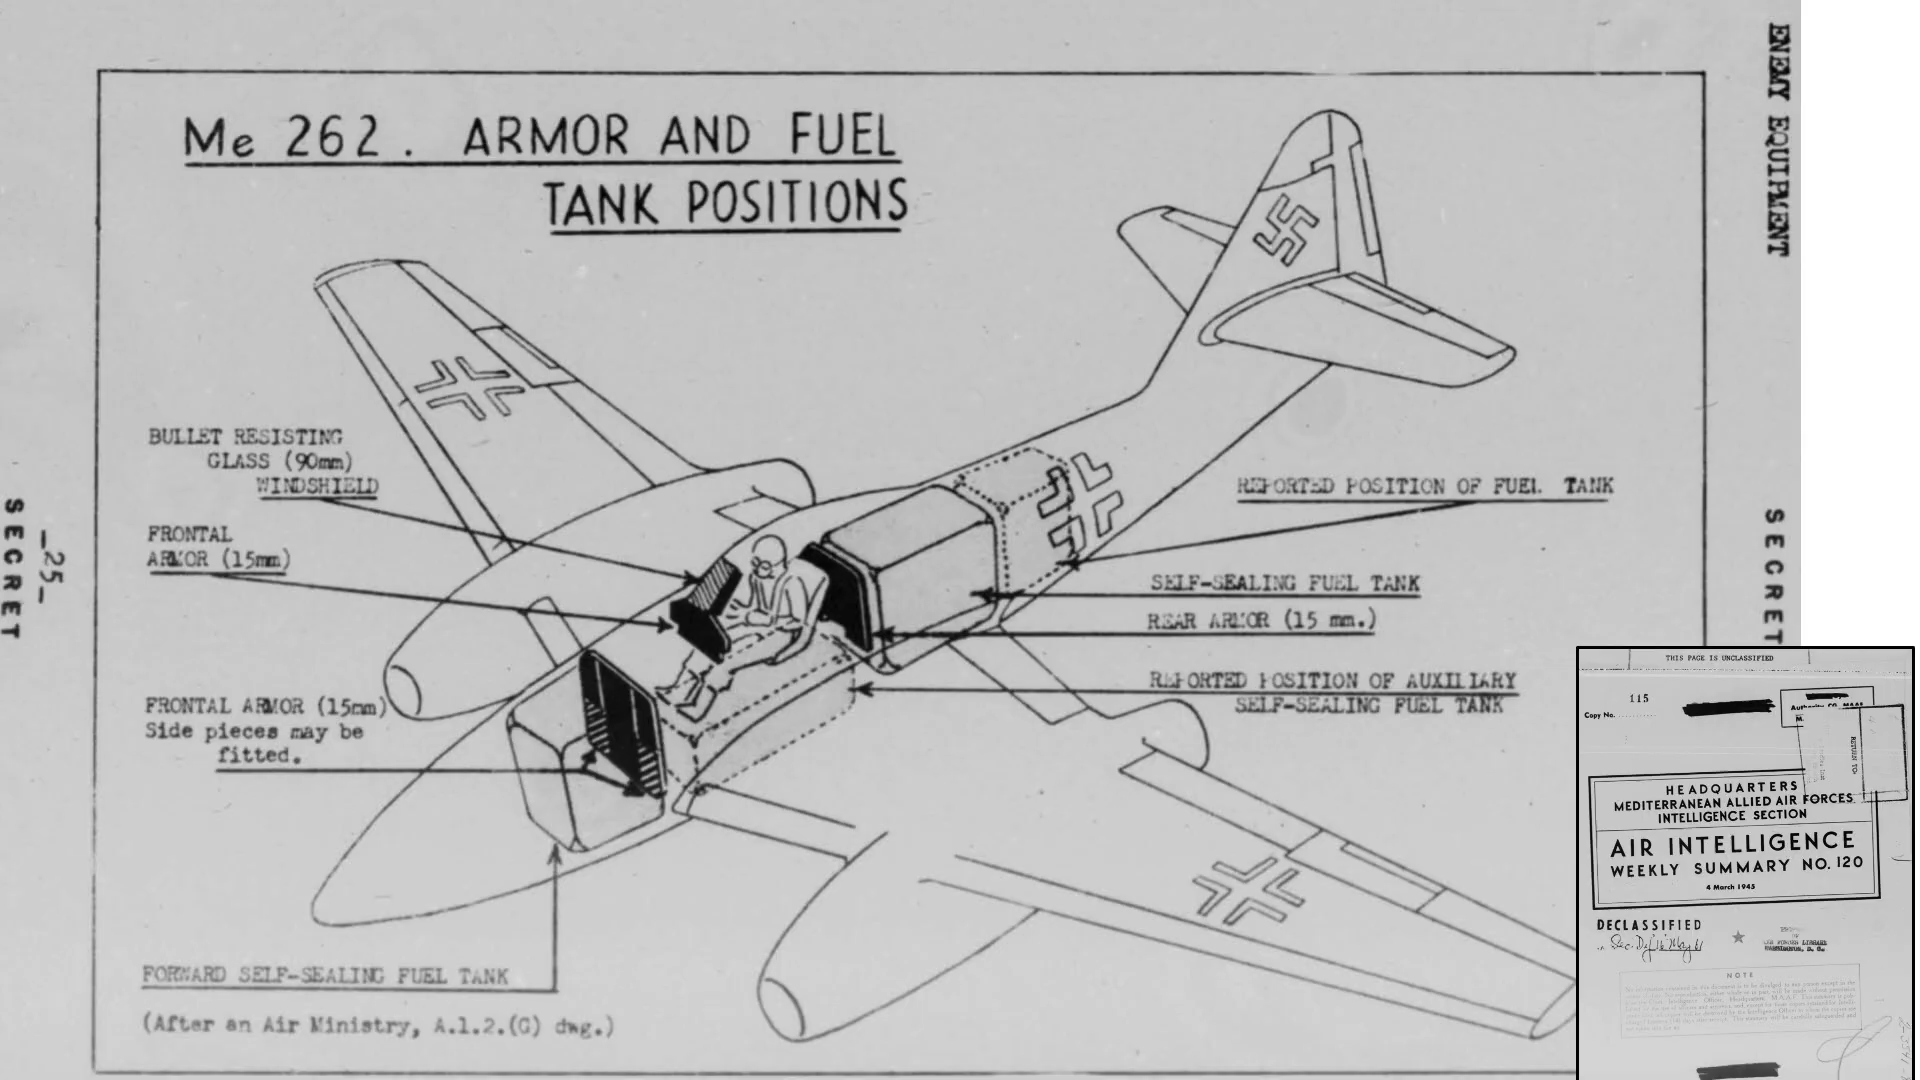 ENEMY EQUIPMENT
Me 262. ARMOR AND FUEL
TANK POSITIONS
BULLET RESISTING
GLASS (90mm)
WINDSHIELD
FRONTAL
ARMOR (15mm)
FRONTAL ARMOR (15mm)
Side pieces may be
fitted.
FORWARD SELF-SEALING FUEL TANK
(After an Air Ministry, A.1.2.(G) dwg.)
REPORTED POSITION OF FUEL TANK
SELF-SEALING FUEL TANK
REAR ARMOR (15 mm.)
REPORTED POSITION OF AUXILIARY
SELF-SEALING FUEL TANK
SECRET
-25-
SECRET
THIS PAGE IS UNCLASSIFIED
115
Copy No.
RETURN TO
HEADQUARTERS
MEDITERRANEAN ALLIED AIR FORCES
INTELLIGENCE SECTION
AIR INTELLIGENCE
WEEKLY SUMMARY NO. 120
4 March 1945
DECLASSIFIED
NOTE